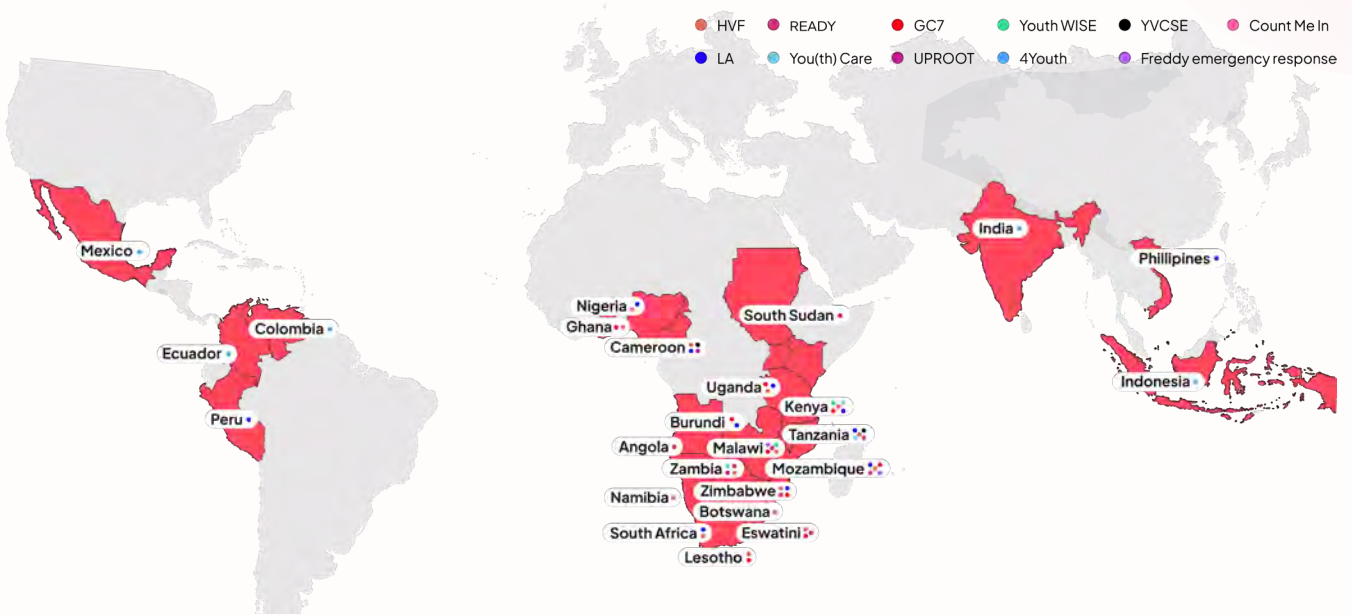 HVF READY GC7 Youth WISE YVCSE Count Me In
LA You(th) Care UPROOT 4Youth Freddy emergency response
India
Mexico
Phillipines
Nigeria
South Sudan
Ghana
Colombia
Cameroon
Ecuador
Indonesia
Uganda
Kenya
Peru
Burundi
Tanzania
Angola
Malawi
Zambia
Mozambique
Zimbabwe
Namibia
Botswana
South Africa
Eswatini
Lesotho